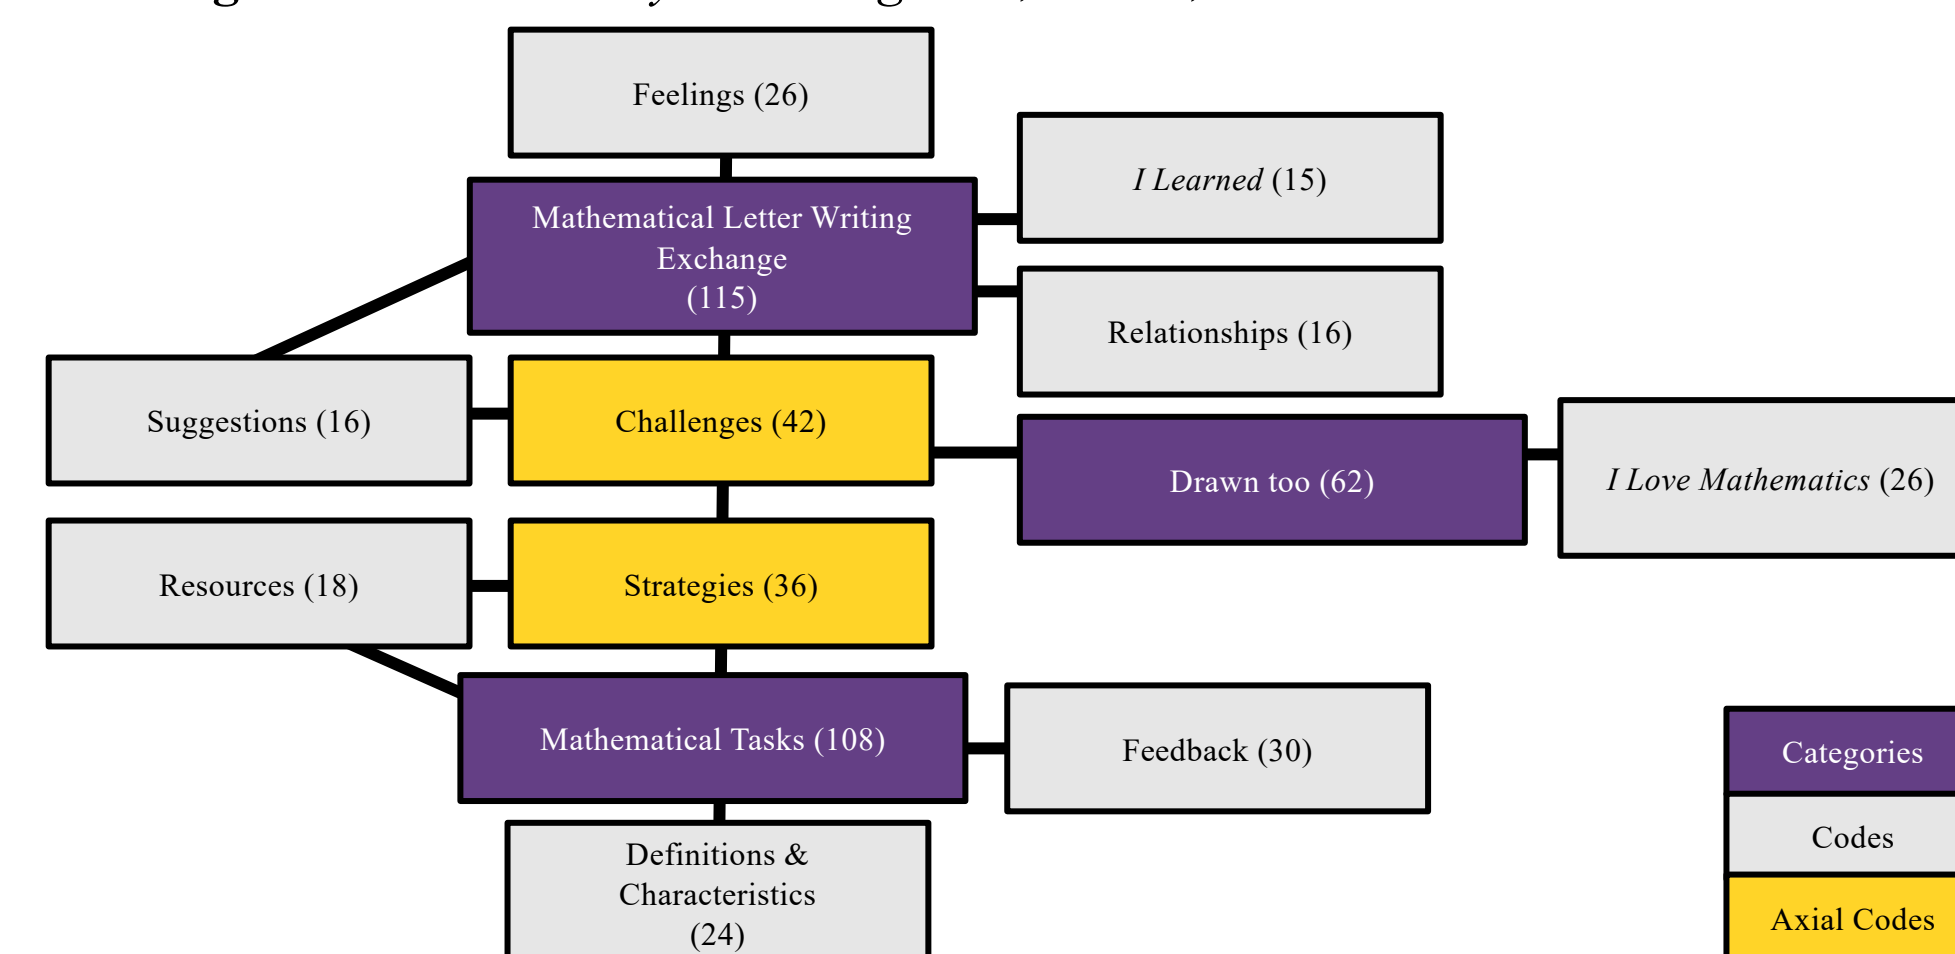 Feelings (26)
I Learned (15)
Mathematical Letter Writing
Exchange
(115)
Relationships (16)
Suggestions (16)
Challenges (42)
Drawn too (62)
I Love Mathematics (26)
Resources (18)
Strategies (36)
Mathematical Tasks (108)
Feedback (30)
Definitions &
Characteristics
(24)
Categories
Codes
Axial Codes